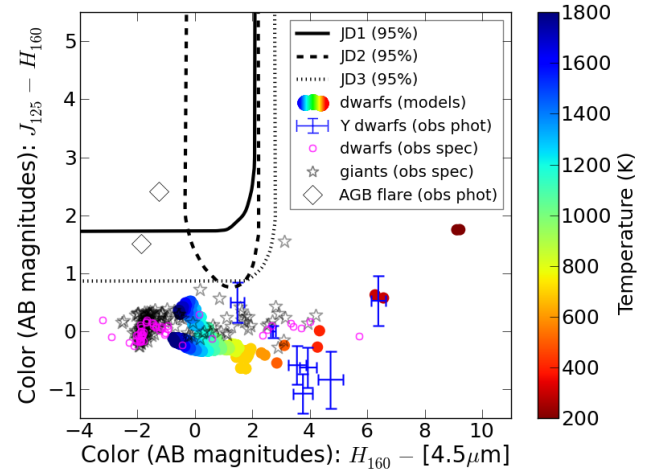 5
4
3
2
1
0
−1
Color (AB magnitudes): J125 − H160
JD1 (95%)
JD2 (95%)
JD3 (95%)
dwarfs (models)
Y dwarfs (obs phot)
dwarfs (obs spec)
giants (obs spec)
AGB flare (obs phot)
−4 −2 0 2 4 6 8 10
Color (AB magnitudes): H160 − [4.5μm]
1800
1600
1400
1200
1000
800
600
400
200
Temperature (K)